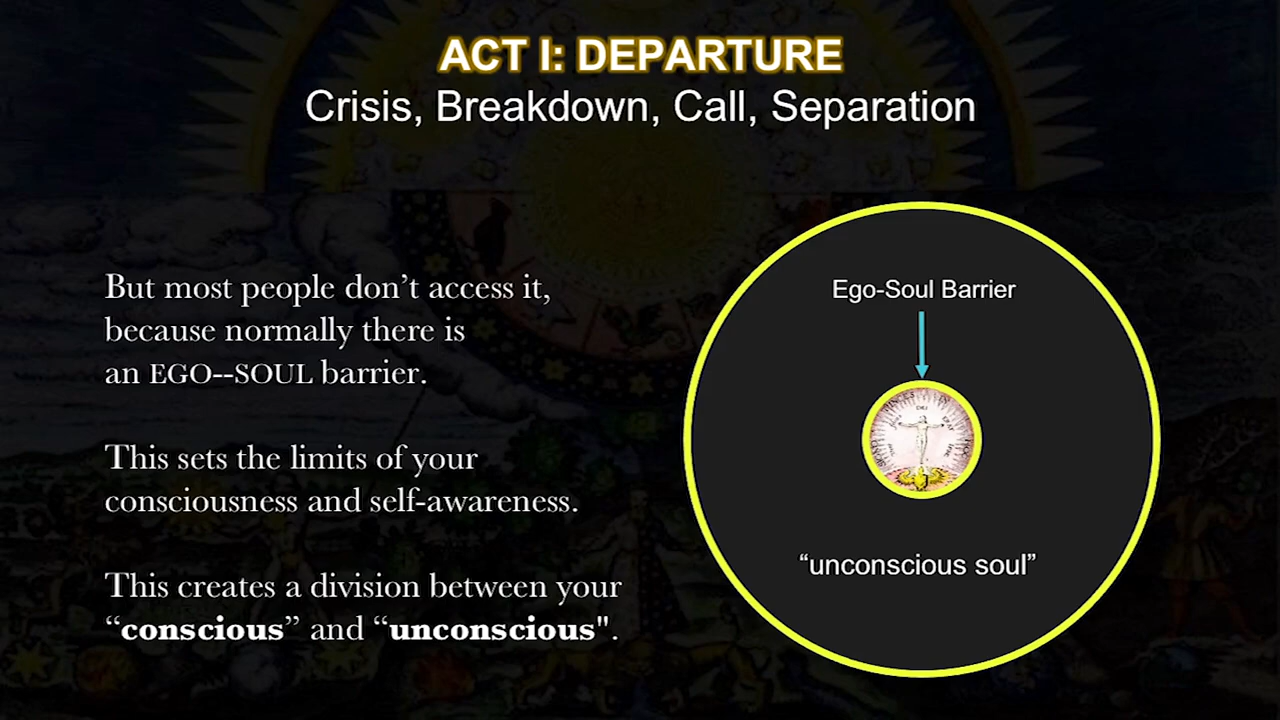 ACT I: DEPARTURE
Crisis, Breakdown, Call, Separation
But most people don’t access it,
because normally there is
an EGO--SOUL barrier.
This sets the limits of your
consciousness and self-awareness.
This creates a division between your
“conscious” and “unconscious".
Ego-Soul Barrier
“unconscious soul”